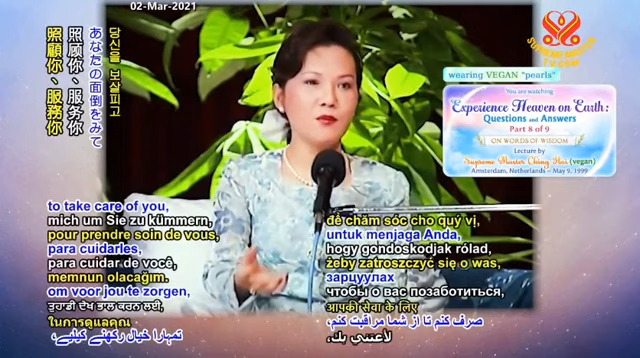 02-Mar-2021
照顧你、服務你
照顾你、服务你
あなたの面倒をみて
당신을 보살피고
SUPREME MASTER
TV.COM
wearing VEGAN "pearls"
You are watching
Experience Heaven on Earth:
Questions and Answers
Part 8 of 9
ON WORDS OF WISDOM
Lecture by
Supreme Master Ching Hai (vegan)
Amsterdam, Netherlands – May 9, 1999
to take care of you,
mich um Sie zu kümmern,
pour prendre soin de vous,
para cuidarles,
para cuidar de você,
memnun olacağım.
om voor jou te zorgen,
ਤੁਹਾਡੀ ਦੇਖ ਭਾਲ ਕਰਨ ਲਈ,
ในการดูแลคุณ
تمہارا خیال رکھنے کیلیے،
để chăm sóc cho quý vị,
untuk menjaga Anda,
hogy gondoskodjak rólad,
żeby zatroszczyć się o was,
зарцуулах
чтобы о вас позаботиться,
आपकी सेवा के लिए
صرف کنم تا از شما مراقبت کنم،
لأعتني بك،